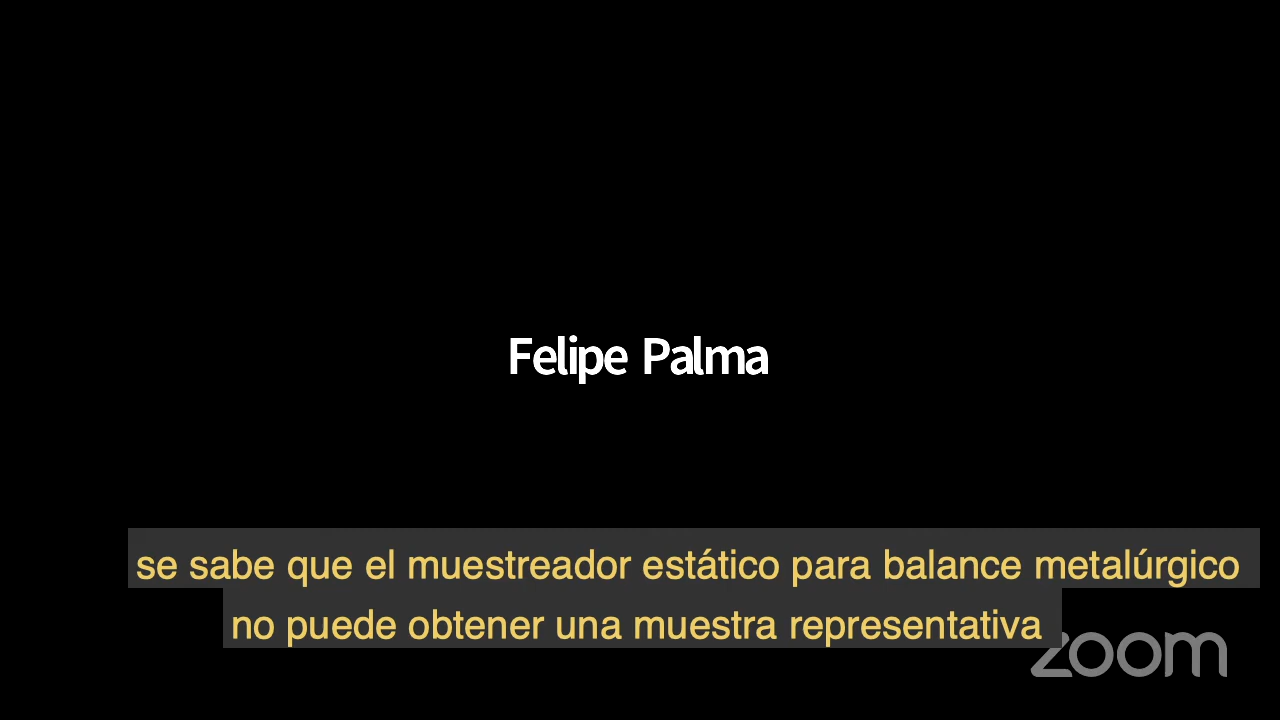 Felipe Palma
se sabe que el muestreador estático para balance metalúrgico
no puede obtener una muestra representativa
zoom